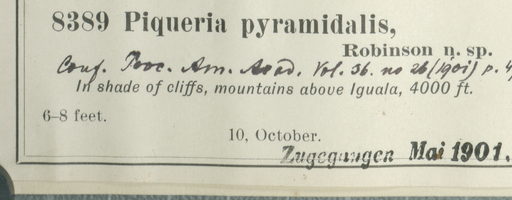 8389 Piqueria pyramidalis,
Robinson n. sp.
Conf. Proc. Am. Acad. Vol. 36. no 26 (1901) p. 4
In shade of cliffs, mountains above Iguala, 4000 ft.
6–8 feet.
10, October.
Zugegangen Mai 1901.